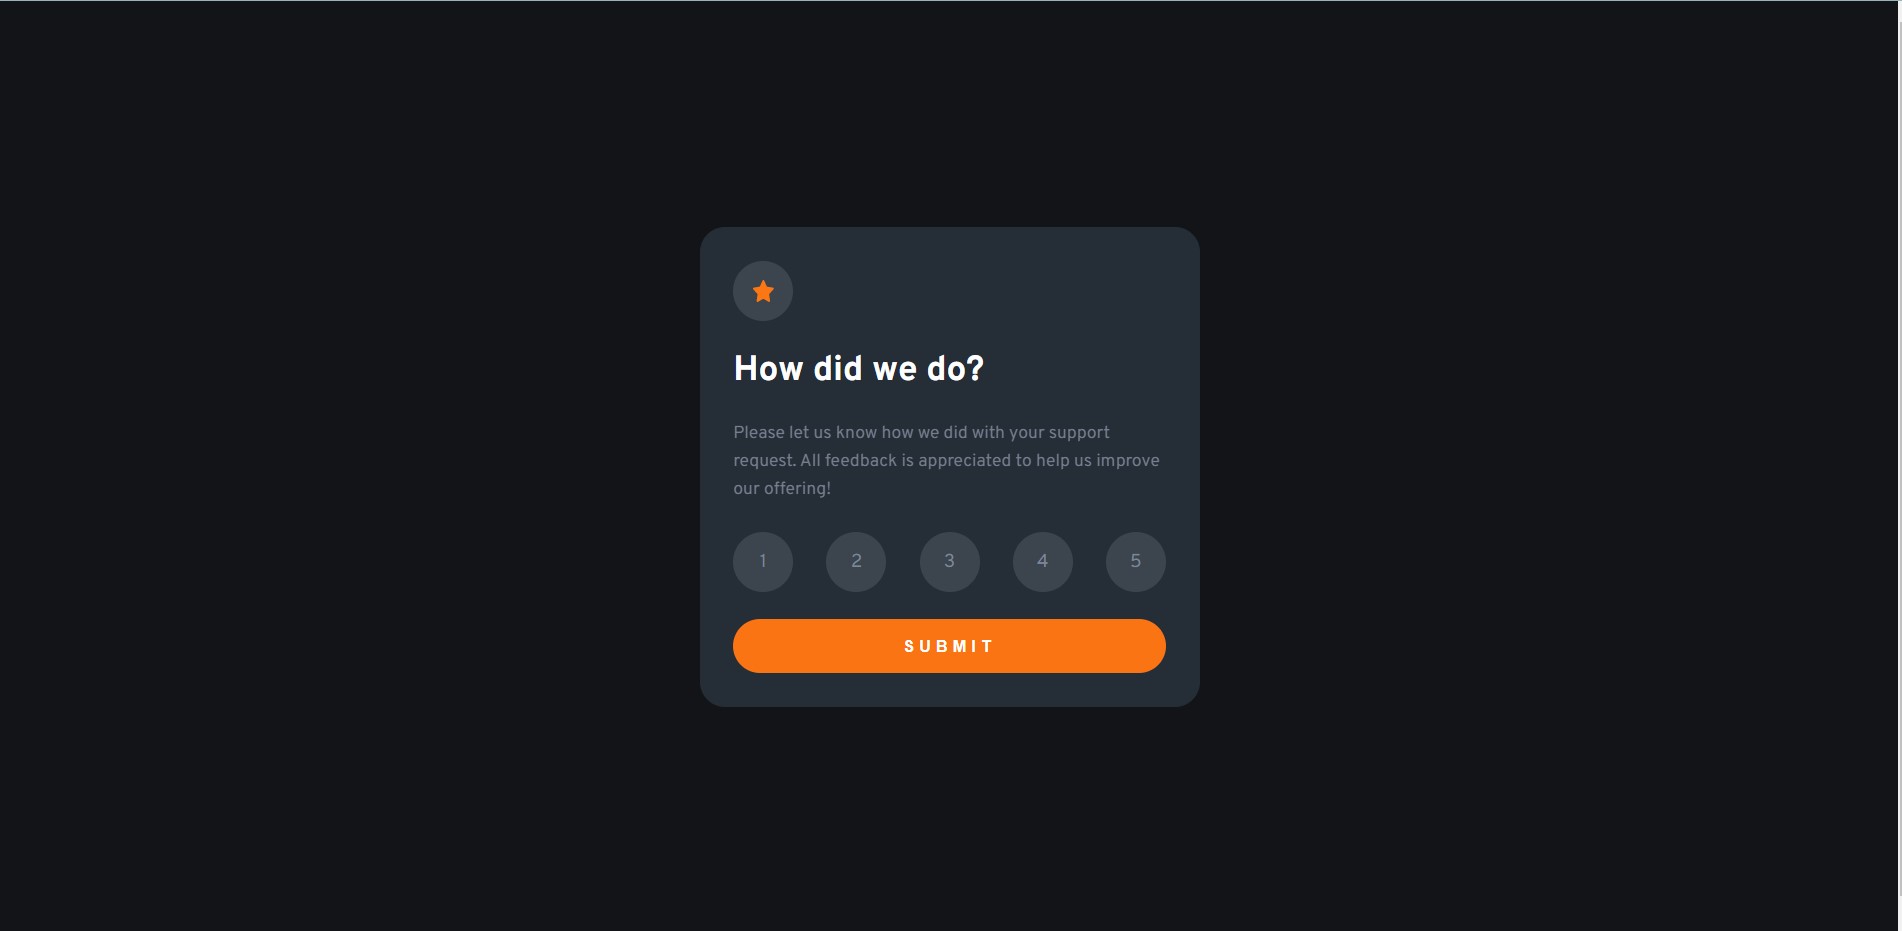 How did we do?
Please let us know how we did with your support
request. All feedback is appreciated to help us improve
our offering!
1 2 3 4 5
SUBMIT